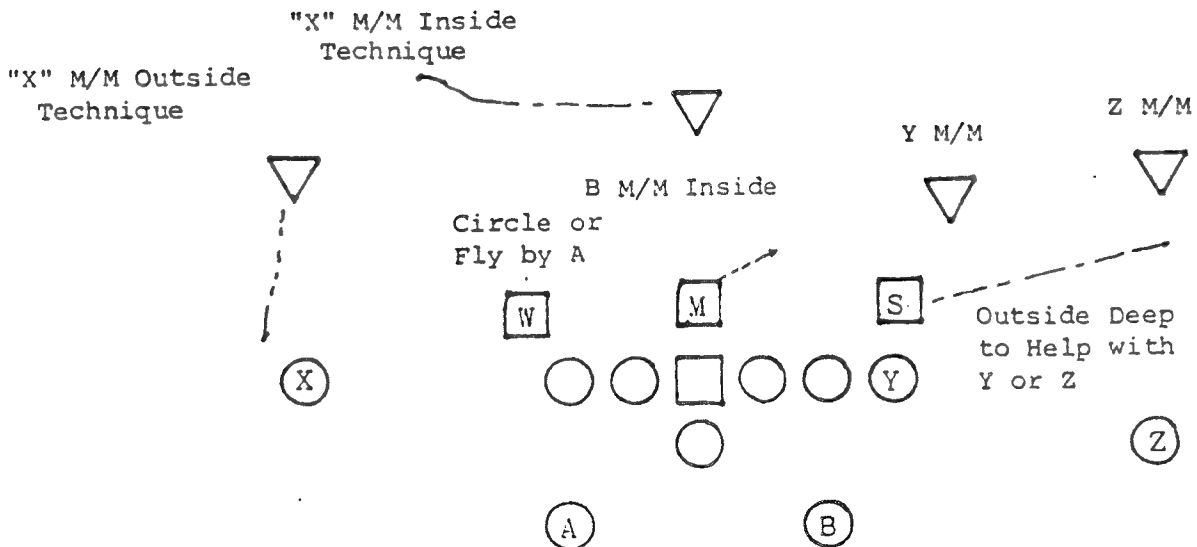 "X" M/M Inside
Technique
"X" M/M Outside
Technique
Y M/M
Z M/M
B M/M Inside
Circle or
Fly by A
W
M
S
Outside Deep
to Help with
Y or Z
X
Y
Z
A
B